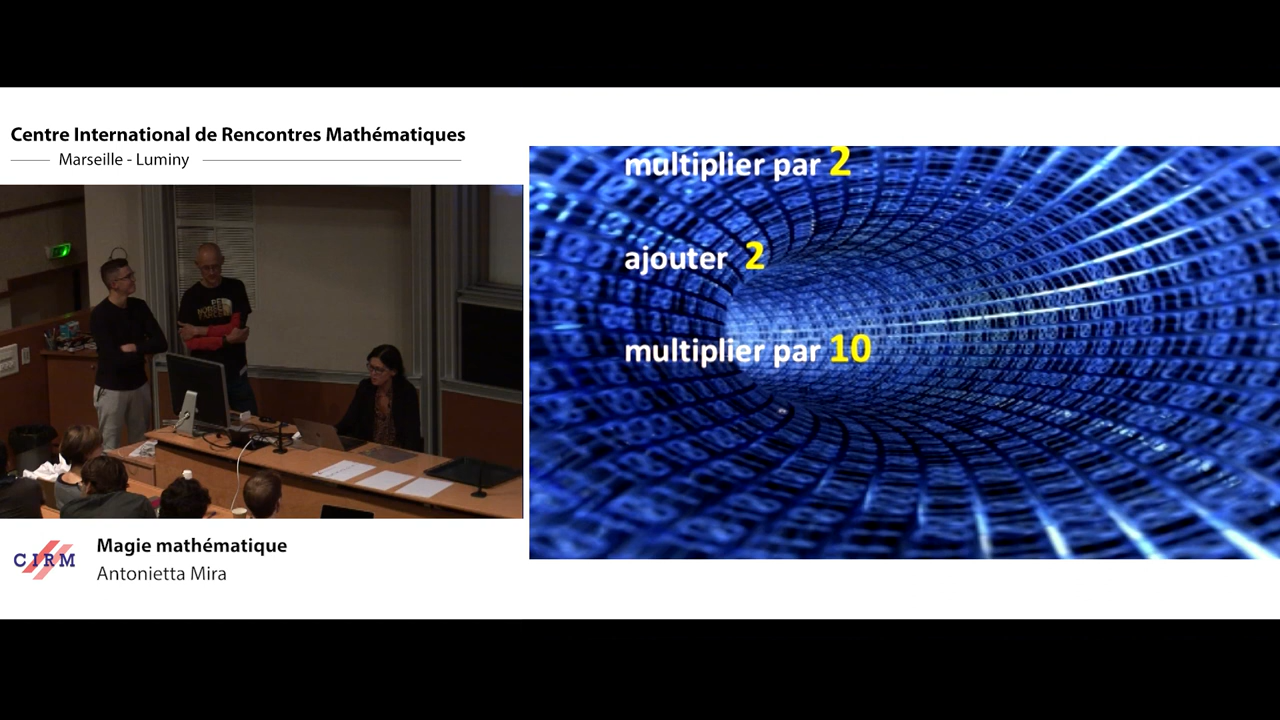 Centre International de Rencontres Mathématiques
Marseille - Luminy
multiplier par 2
ajouter 2
multiplier par 10
CIRM
Magie mathématique
Antonietta Mira